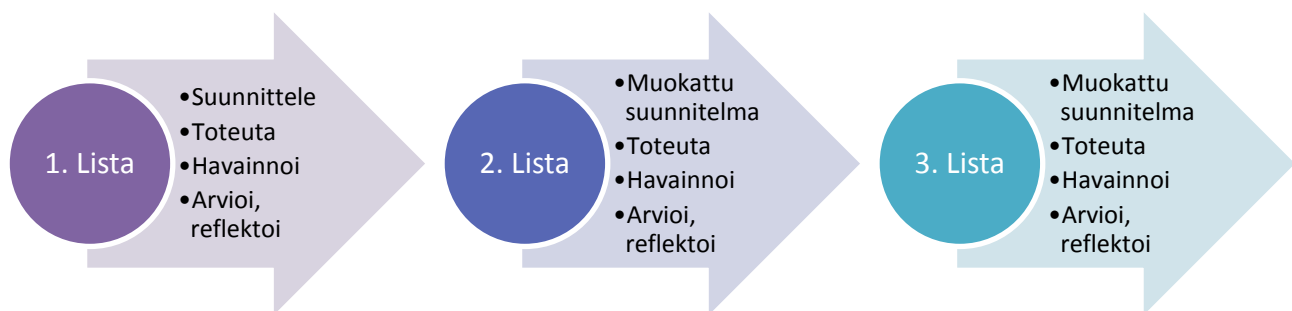 1. Lista
•Suunnittele
•Toteuta
•Havainnoi
•Arvioi,
reflektoi
2. Lista
•Muokattu
suunnitelma
•Toteuta
•Havainnoi
•Arvioi,
reflektoi
3. Lista
•Muokattu
suunnitelma
•Toteuta
•Havainnoi
•Arvioi,
reflektoi